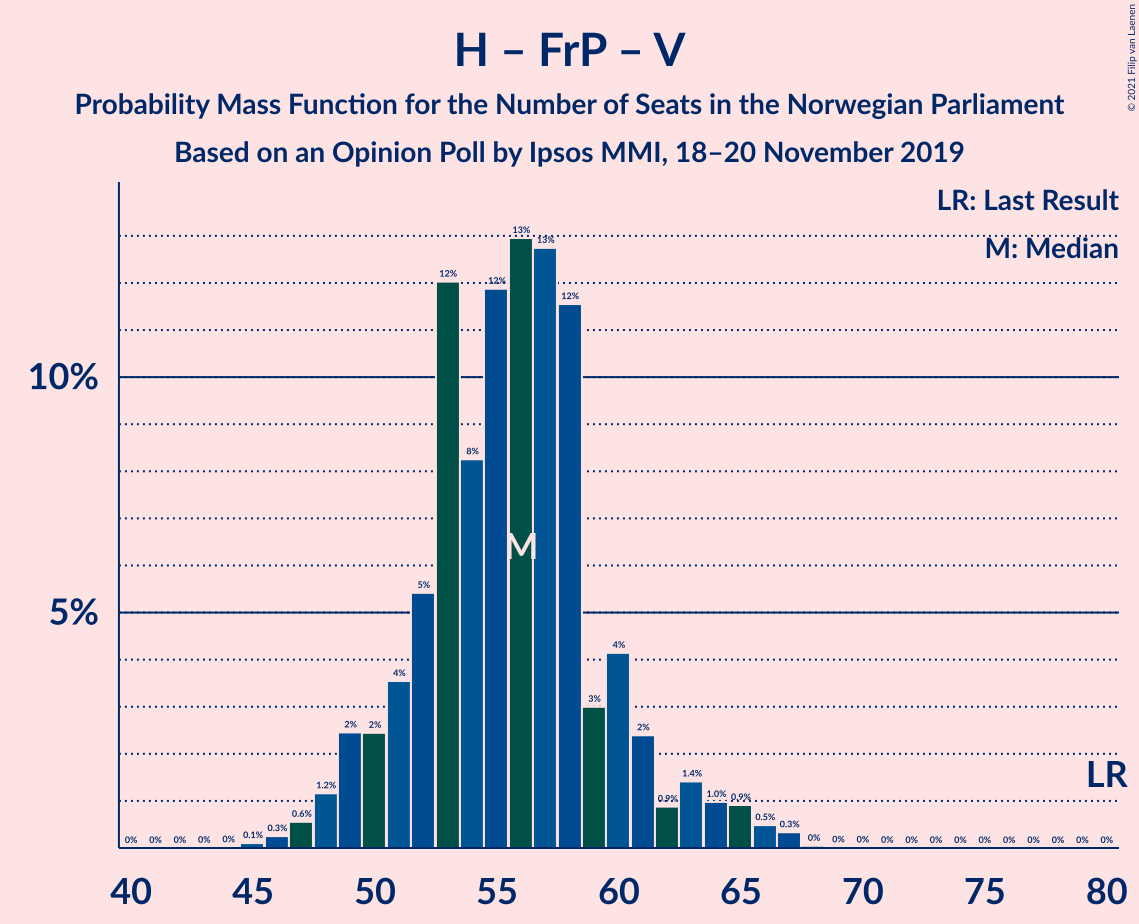 © 2021 Filip van Laenen
H – FrP – V
Probability Mass Function for the Number of Seats in the Norwegian Parliament
Based on an Opinion Poll by Ipsos MMI, 18–20 November 2019
LR: Last Result
M: Median
10%
5%
0% 0% 0% 0% 0% 0.1% 0.3% 0.6% 1.2% 2% 2% 4% 5% 12% 8% 12% 13% 13% 12% 3% 4% 2% 0.9% 1.4% 1.0% 0.9% 0.5% 0.3% 0% 0% 0% 0% 0% 0% 0% 0% 0% 0% 0% 0% 0%
M
LR
40 45 50 55 60 65 70 75 80